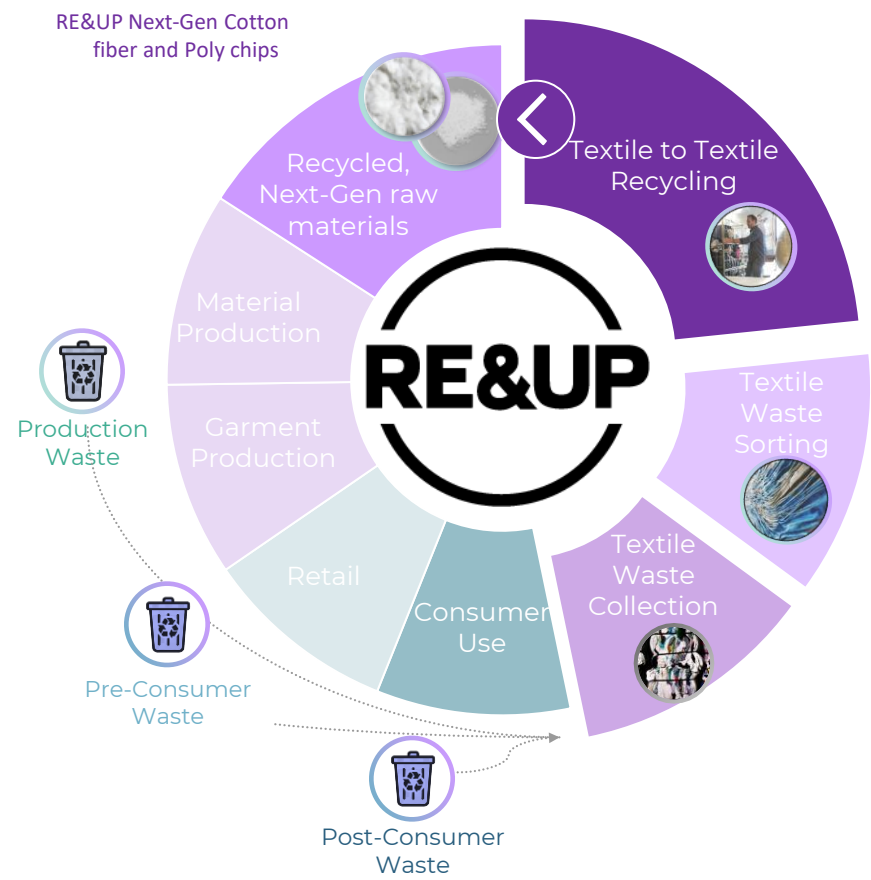 RE&UP Next-Gen Cotton
fiber and Poly chips
Textile to Textile
Recycling
Recycled,
Next-Gen raw
materials
Material
Production
RE&UP
Textile
Waste
Sorting
Production
Waste
Garment
Production
Textile
Waste
Collection
Retail
Consumer
Use
Pre-Consumer
Waste
Post-Consumer
Waste